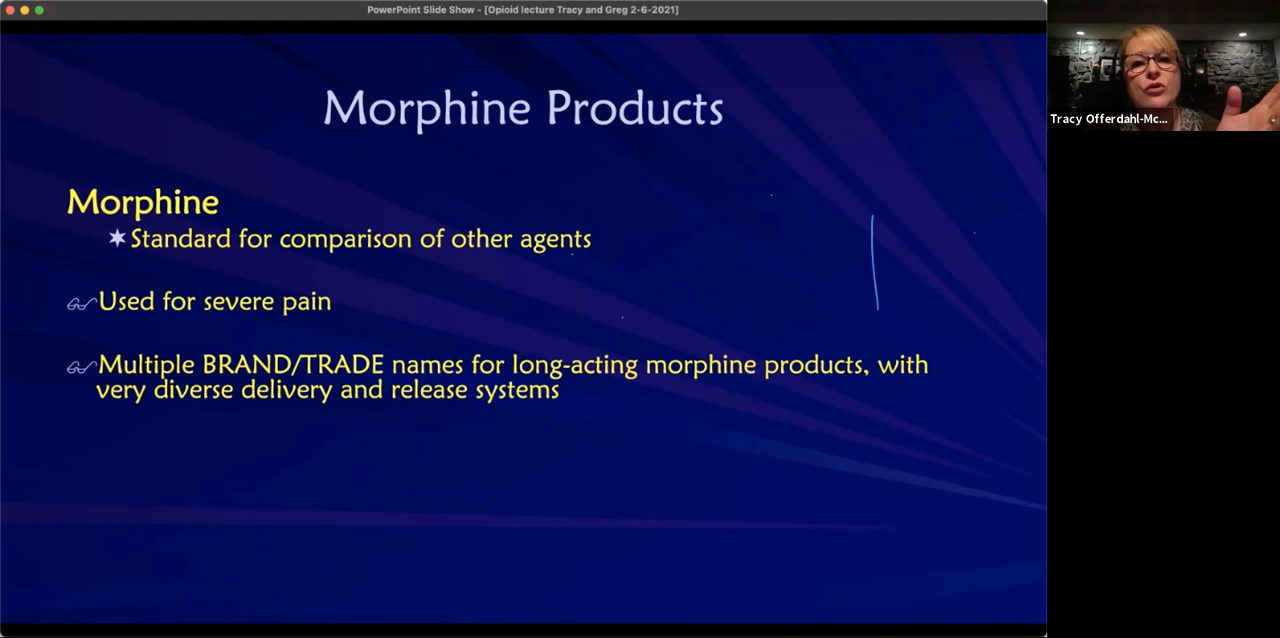 PowerPoint Slide Show - [Opioid lecture Tracy and Greg 2-6-2021]
Tracy Offerdahl-Mc...
Morphine Products
Morphine
Standard for comparison of other agents
Used for severe pain
Multiple BRAND/TRADE names for long-acting morphine products, with
very diverse delivery and release systems